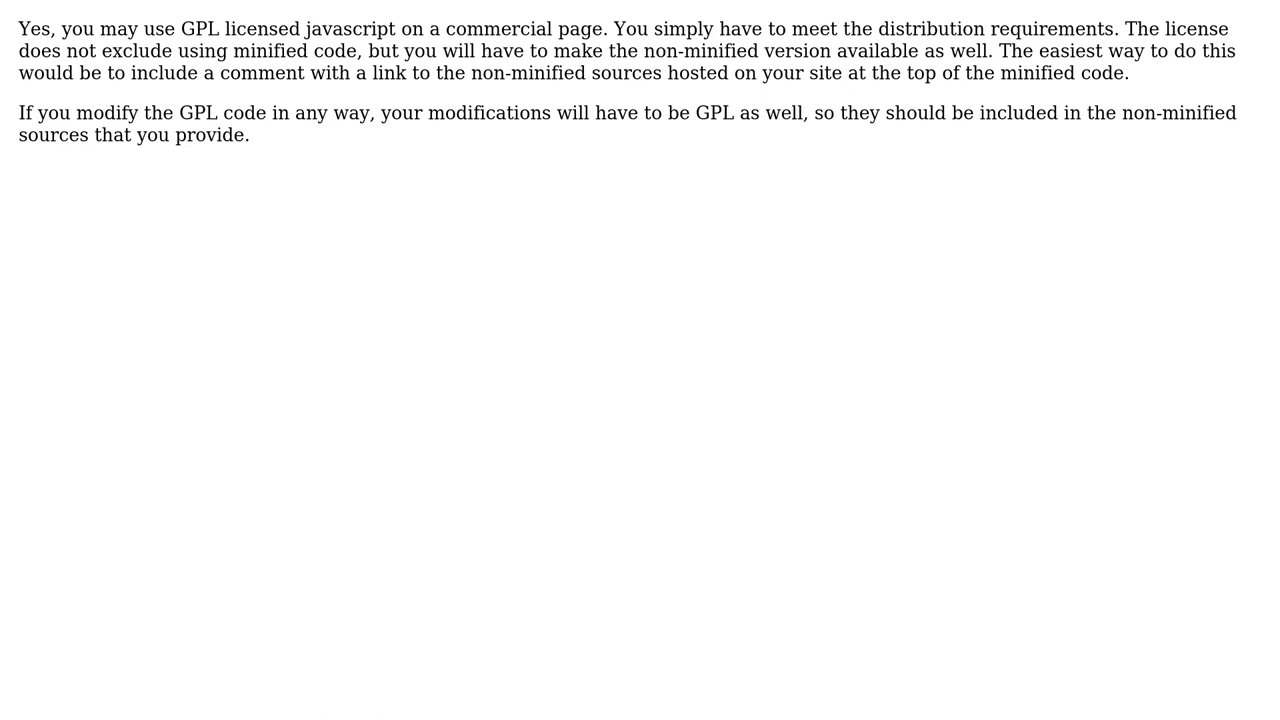 Yes, you may use GPL licensed javascript on a commercial page. You simply have to meet the distribution requirements. The license
does not exclude using minified code, but you will have to make the non-minified version available as well. The easiest way to do this
would be to include a comment with a link to the non-minified sources hosted on your site at the top of the minified code.
If you modify the GPL code in any way, your modifications will have to be GPL as well, so they should be included in the non-minified
sources that you provide.